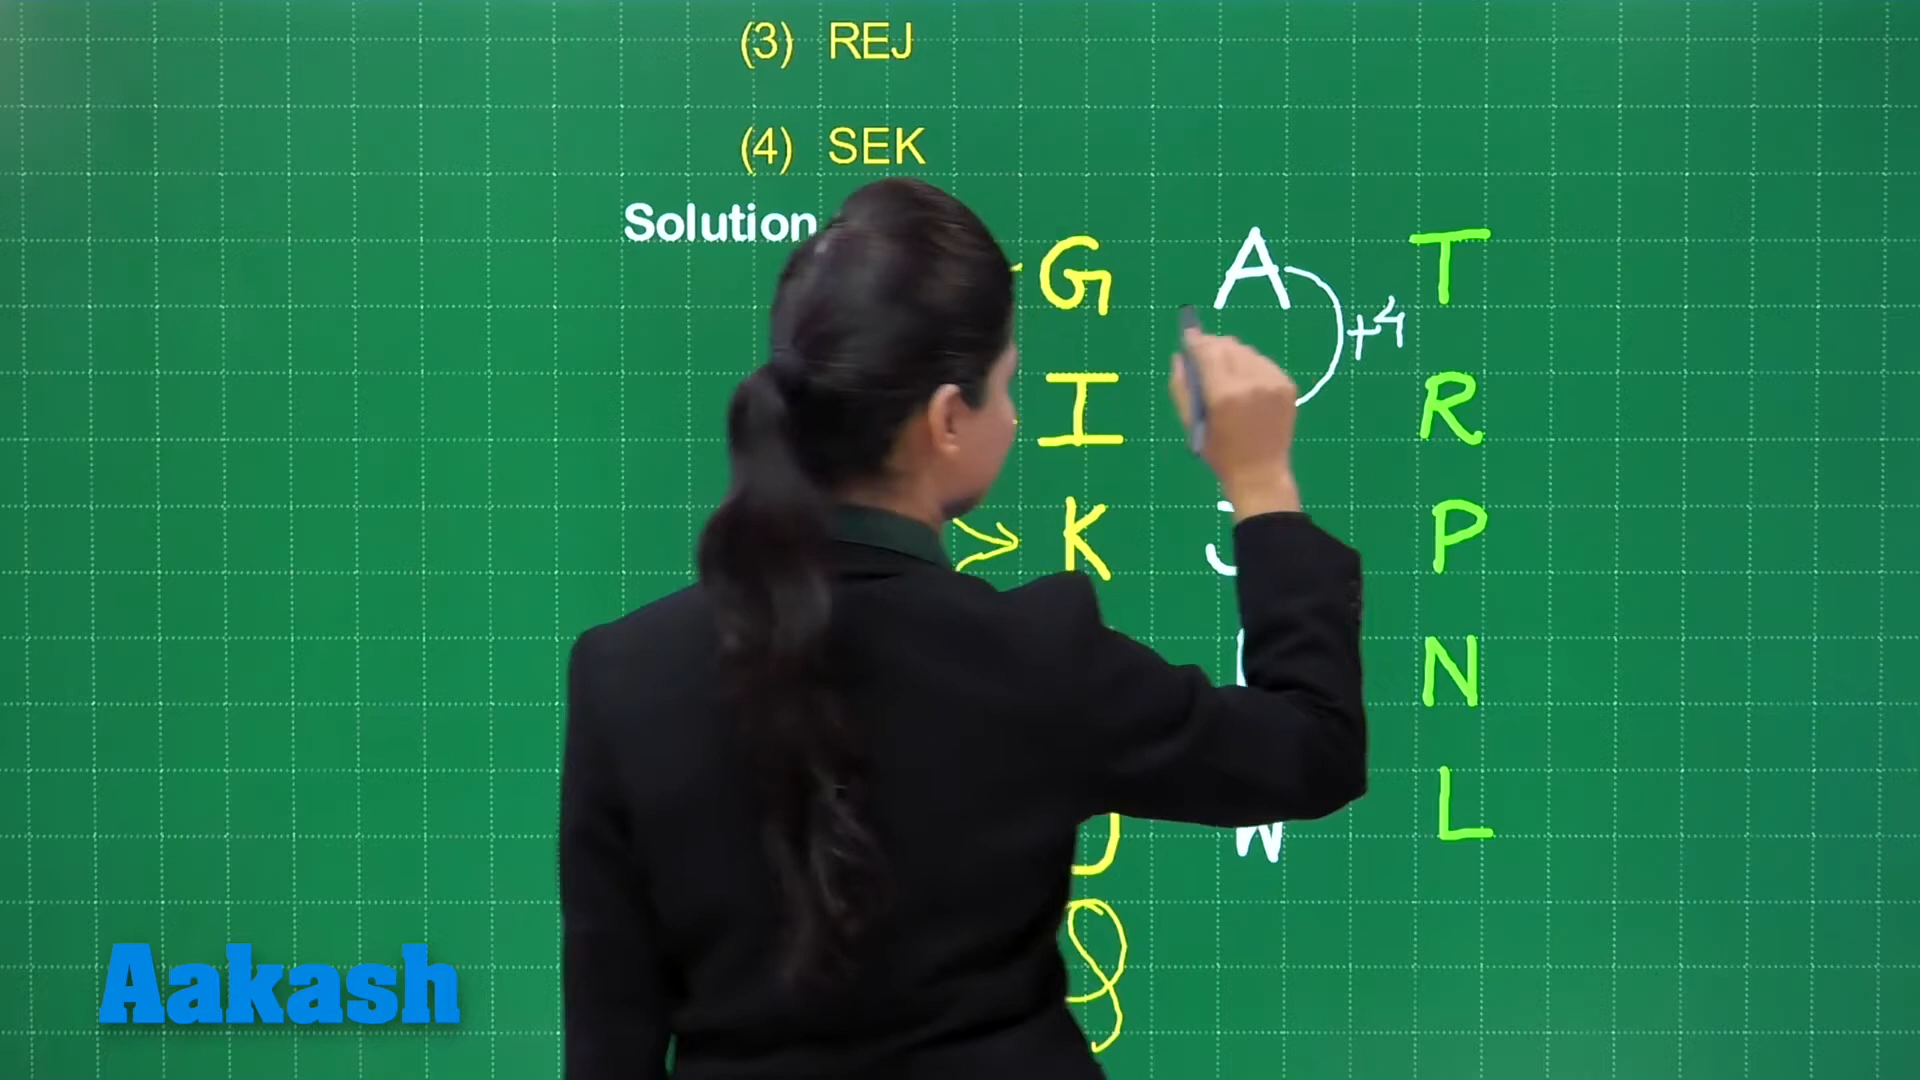 (3) REJ
(4) SEK
Solution
G A T
+4
I R
K P
N
L
Aakash